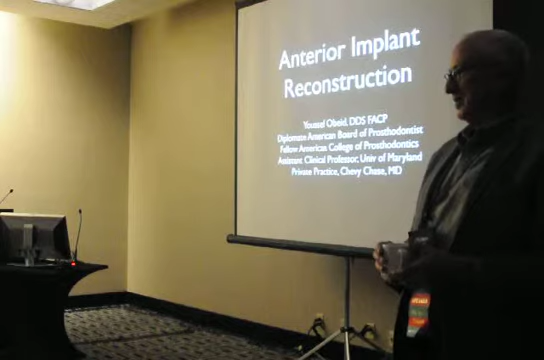 Anterior Implant
Reconstruction
Youssef Obeid, DDS FACP
Diplomate American Board of Prosthodontist
Fellow American College of Prosthodontics
Assistant Clinical Professor, Univ of Maryland
Private Practice, Chevy Chase, MD